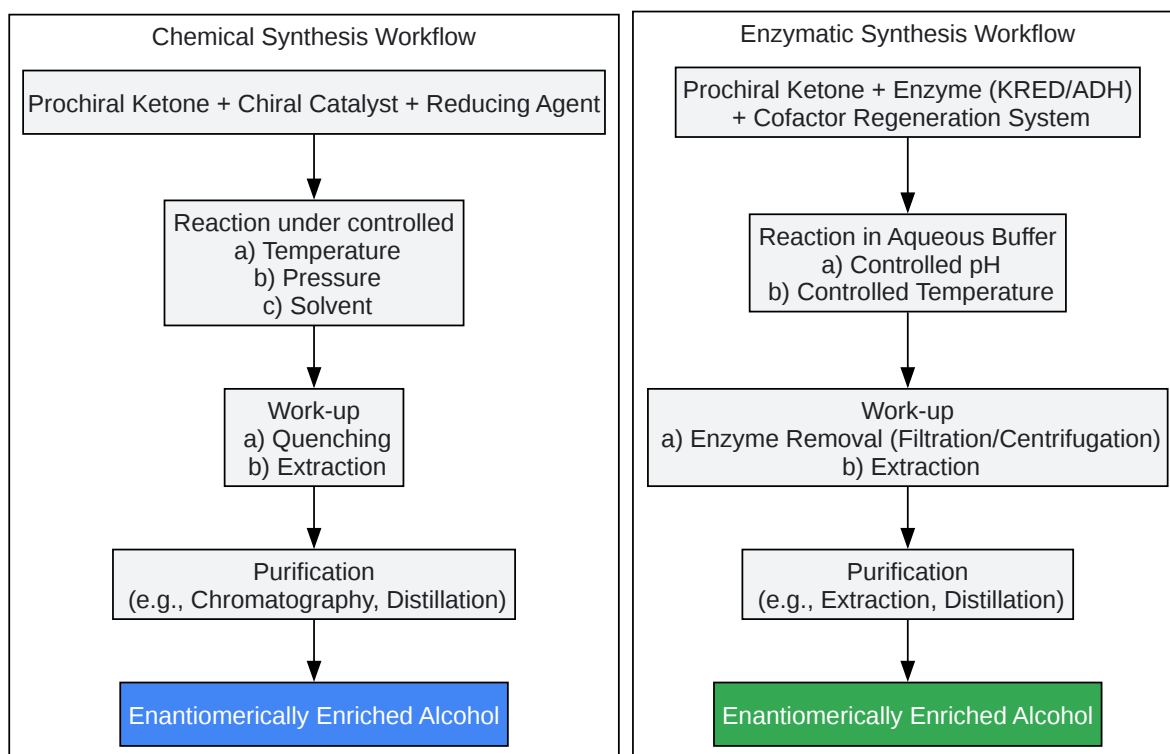 Chemical Synthesis Workflow
Prochiral Ketone + Chiral Catalyst + Reducing Agent
Reaction under controlled
a) Temperature
b) Pressure
c) Solvent
Work-up
a) Quenching
b) Extraction
Purification
(e.g., Chromatography, Distillation)
Enantiomerically Enriched Alcohol
Enzymatic Synthesis Workflow
Prochiral Ketone + Enzyme (KRED/ADH)
+ Cofactor Regeneration System
Reaction in Aqueous Buffer
a) Controlled pH
b) Controlled Temperature
Work-up
a) Enzyme Removal (Filtration/Centrifugation)
b) Extraction
Purification
(e.g., Extraction, Distillation)
Enantiomerically Enriched Alcohol